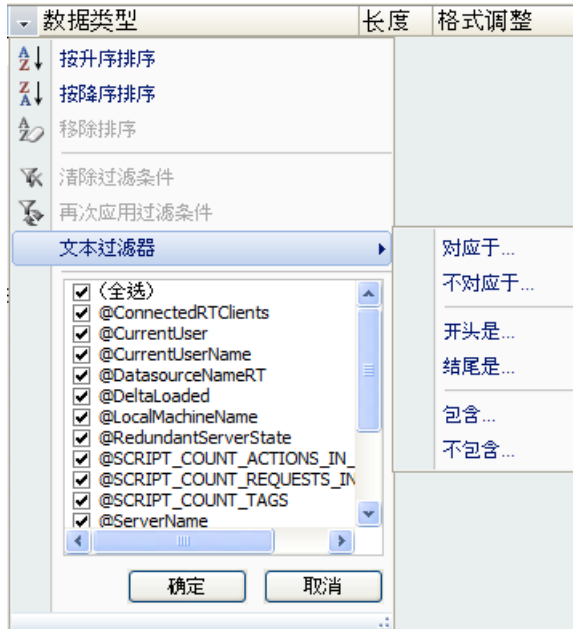 数据类型 长度 格式调整
按升序排序
按降序排序
移除排序
清除过滤条件
再次应用过滤条件
文本过滤器
对应于...
不对应于...
开头是...
结尾是...
包含...
不包含...
(全选)
@ConnectedRTClients
@CurrentUser
@CurrentUserName
@DatasourceNameRT
@DeltaLoaded
@LocalMachineName
@RedundantServerState
@SCRIPT_COUNT_ACTIONS_IN_
@SCRIPT_COUNT_REQUESTS_IN
@SCRIPT_COUNT_TAGS
@ServerName
确定 取消